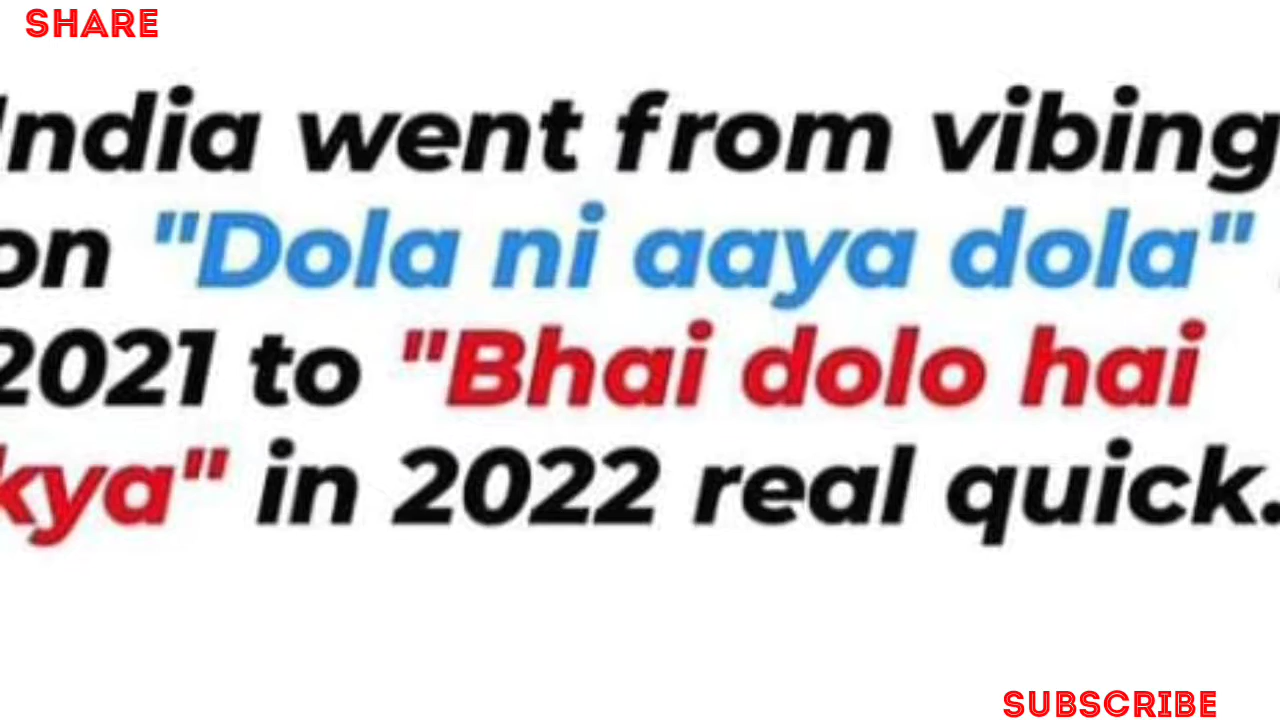 SHARE
India went from vibing
on "Dola ni aaya dola"
2021 to "Bhai dolo hai
kya" in 2022 real quick.
SUBSCRIBE